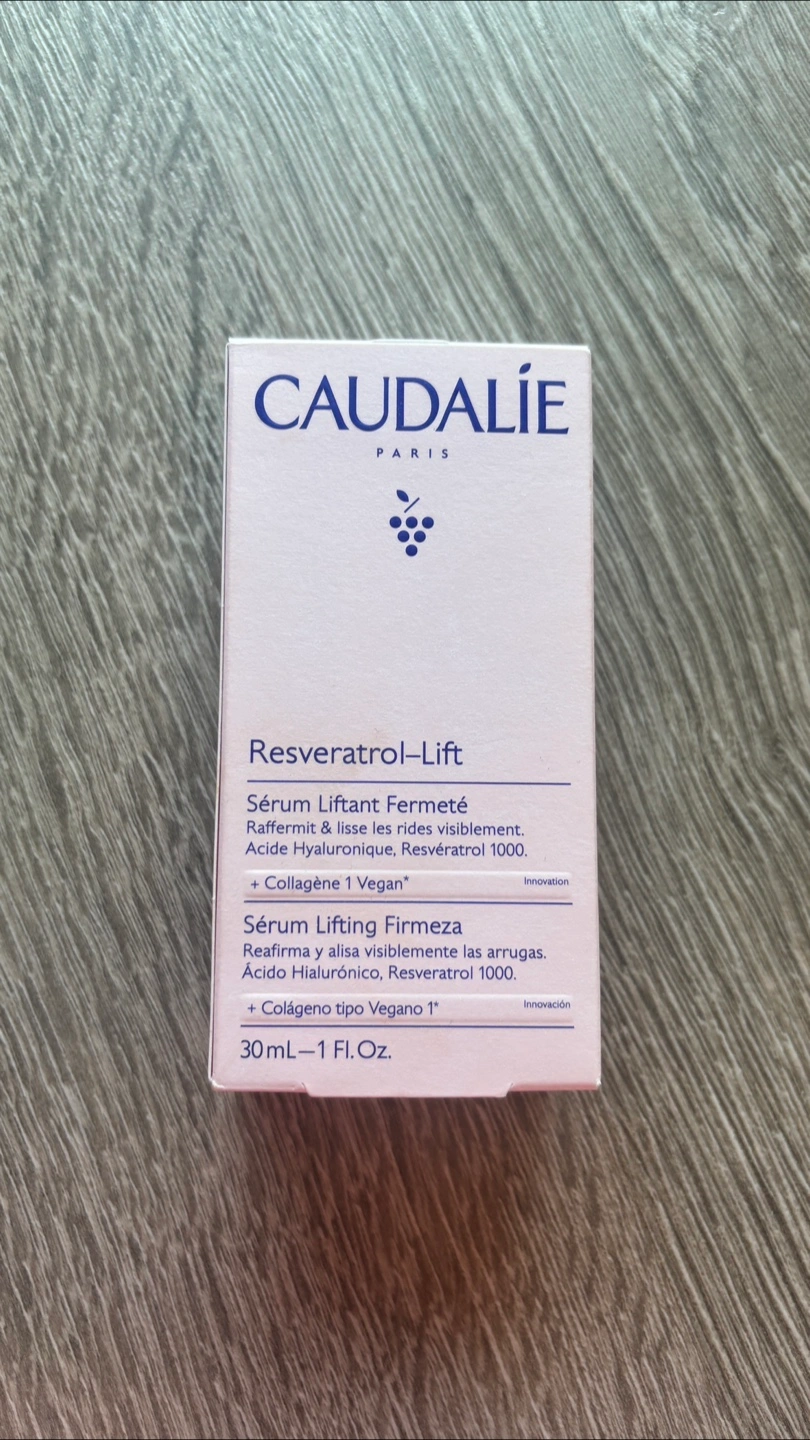 CAUDALÍE
PARIS
Resveratrol–Lift
Sérum Liftant Fermeté
Raffermit & lisse les rides visiblement.
Acide Hyaluronique, Resvératrol 1000.
+ Collagène 1 Vegan* Innovation
Sérum Lifting Firmeza
Reafirma y alisa visiblemente las arrugas.
Ácido Hialurónico, Resveratrol 1000.
+ Colágeno tipo Vegano 1* Innovación
30 mL–1 Fl. Oz.